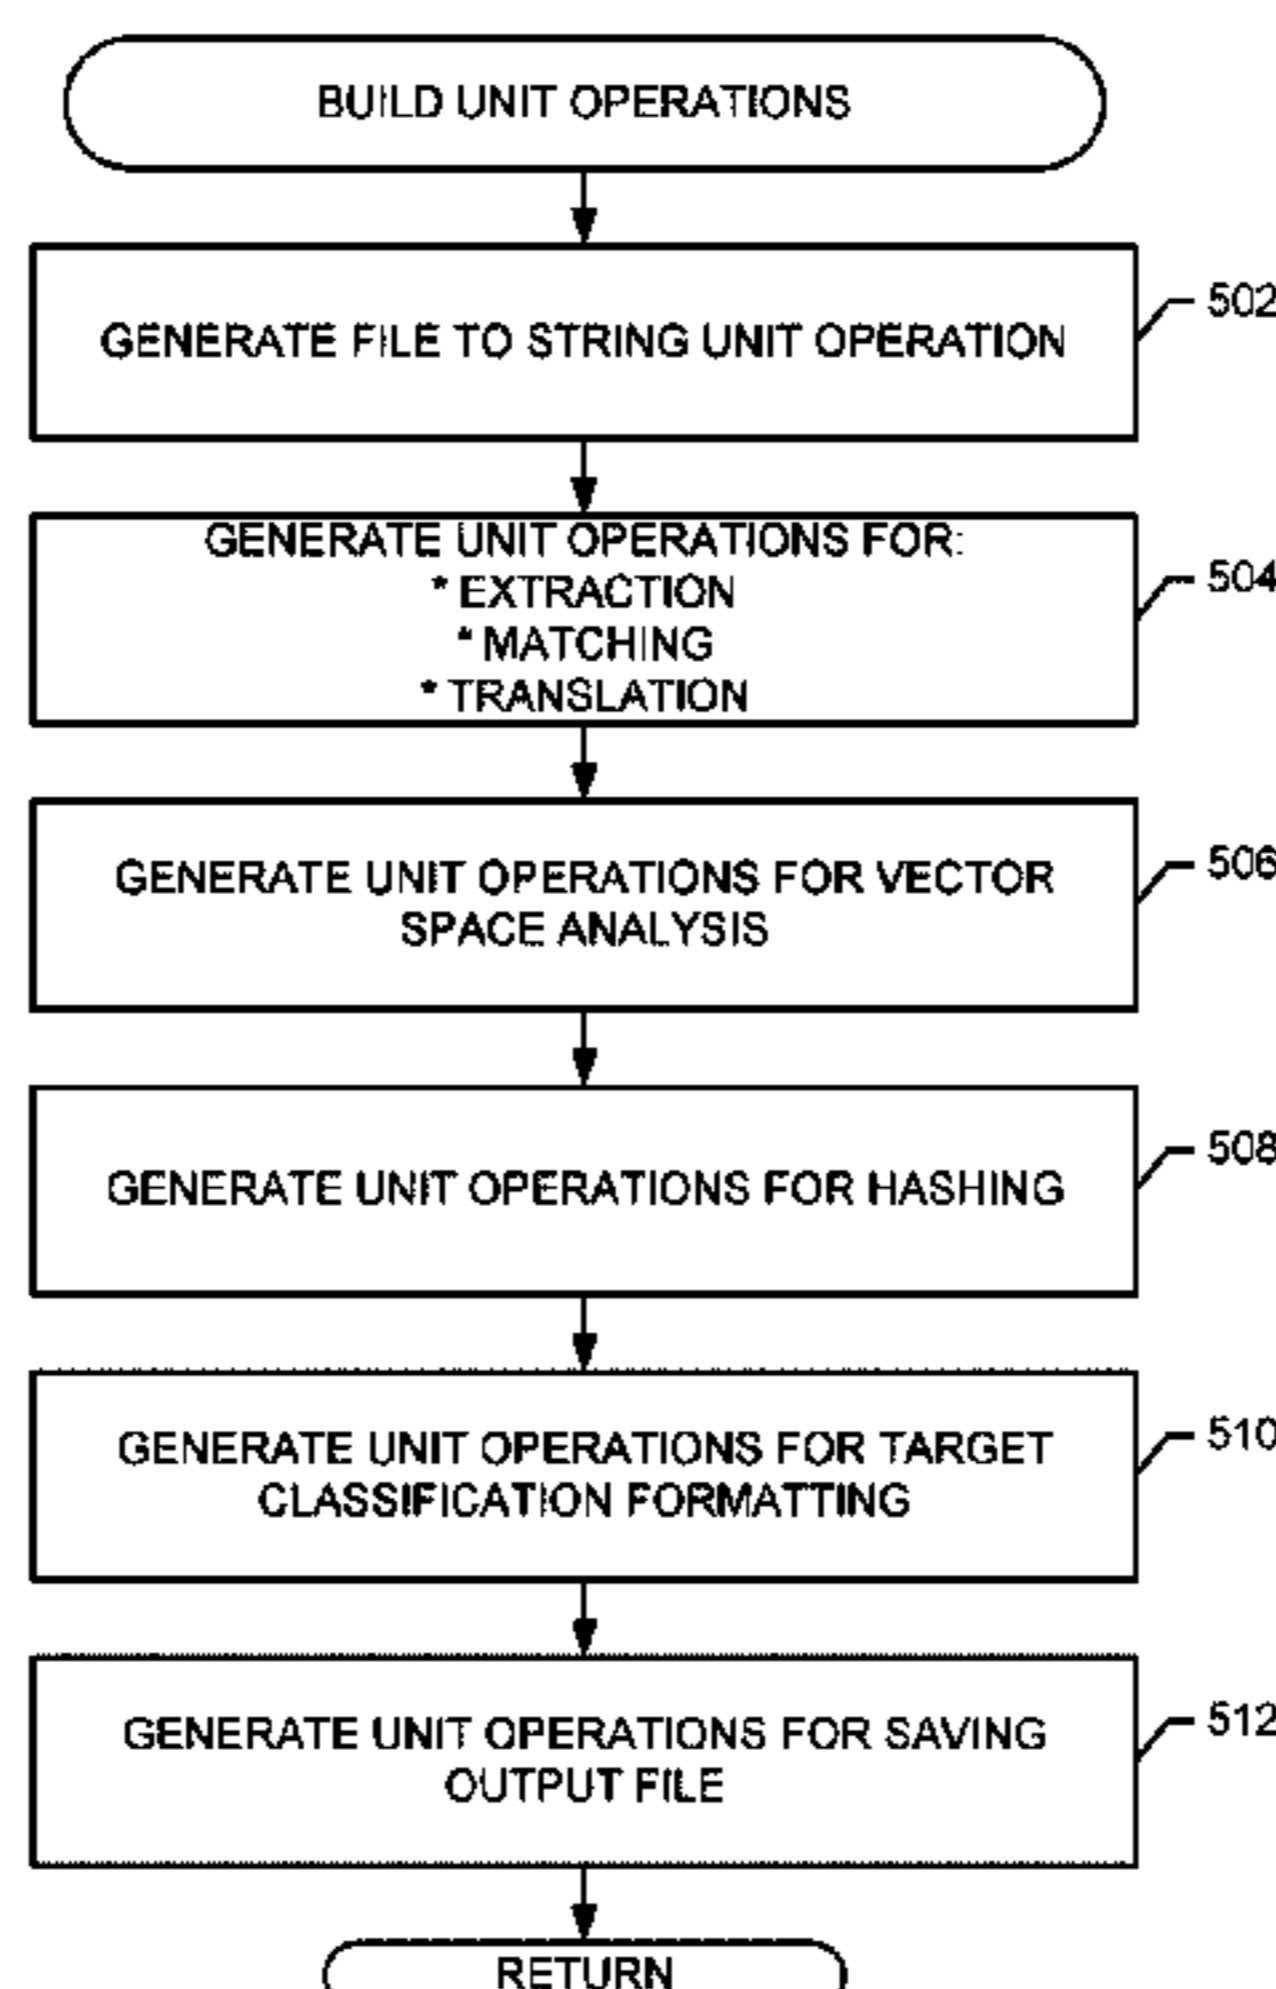 BUILD UNIT OPERATIONS
GENERATE FILE TO STRING UNIT OPERATION
502
GENERATE UNIT OPERATIONS FOR:
* EXTRACTION
* MATCHING
* TRANSLATION
504
GENERATE UNIT OPERATIONS FOR VECTOR
SPACE ANALYSIS
506
GENERATE UNIT OPERATIONS FOR HASHING
508
GENERATE UNIT OPERATIONS FOR TARGET
CLASSIFICATION FORMATTING
510
GENERATE UNIT OPERATIONS FOR SAVING
OUTPUT FILE
512
RETURN